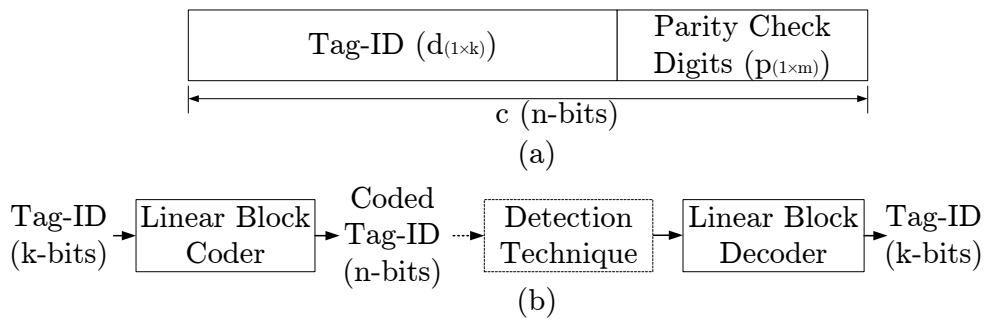 Tag-ID (d(1×k))
Parity Check
Digits (p(1×m))
c (n-bits)
(a)
Tag-ID
(k-bits)
Linear Block
Coder
Coded
Tag-ID
(n-bits)
Detection
Technique
Linear Block
Decoder
Tag-ID
(k-bits)
(b)